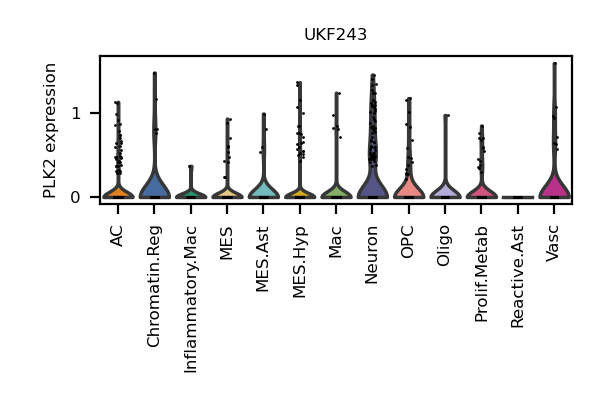 UKF243
PLK2 expression
1
0
AC
Chromatin.Reg
Inflammatory.Mac
MES
MES.Ast
MES.Hyp
Mac
Neuron
OPC
Oligo
Prolif.Metab
Reactive.Ast
Vasc